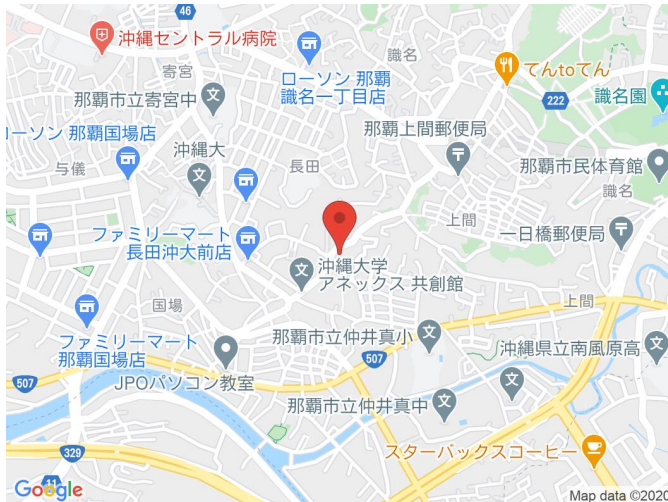 46
沖縄セントラル病院
識名
寄宮
ローソン 那覇
識名一丁目店
てんtoてん
那覇市立寄宮中
222
識名園
那覇上間郵便局
ローソン 那覇国場店
長田
沖縄大
与儀
那覇市民体育館
識名
上間
ファミリーマート
長田沖大前店
一日橋郵便局
沖縄大学
アネックス 共創館
国場
上間
那覇市立仲井真小
ファミリーマート
那覇国場店
507
沖縄県立南風原高
JPOパソコン教室
507
那覇市立仲井真中
329
スターバックスコーヒー
11
Google
Map data ©2020